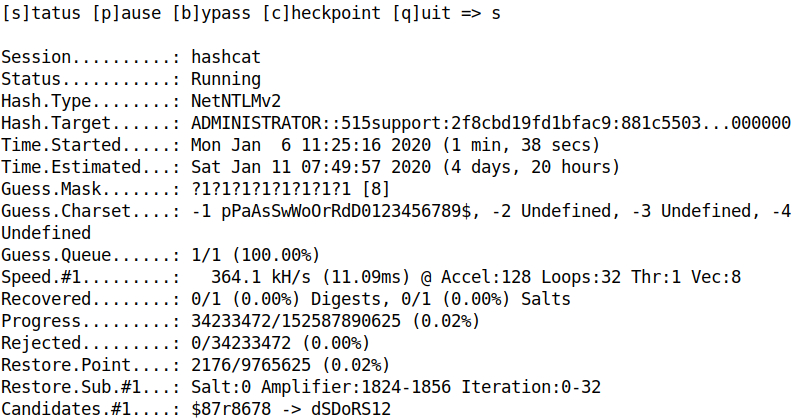 [s]tatus [p]ause [b]ypass [c]heckpoint [q]uit => s
Session..........: hashcat
Status...........: Running
Hash.Type........: NetNTLMv2
Hash.Target......: ADMINISTRATOR::515support:2f8cbd19fd1bfac9:881c5503...000000
Time.Started.....: Mon Jan  6 11:25:16 2020 (1 min, 38 secs)
Time.Estimated...: Sat Jan 11 07:49:57 2020 (4 days, 20 hours)
Guess.Mask.......: ?1?1?1?1?1?1?1?1 [8]
Guess.Charset....: -1 pPaAsSwWoOrRdD0123456789$, -2 Undefined, -3 Undefined, -4
Undefined
Guess.Queue......: 1/1 (100.00%)
Speed.#1.........:   364.1 kH/s (11.09ms) @ Accel:128 Loops:32 Thr:1 Vec:8
Recovered........: 0/1 (0.00%) Digests, 0/1 (0.00%) Salts
Progress.........: 34233472/152587890625 (0.02%)
Rejected.........: 0/34233472 (0.00%)
Restore.Point....: 2176/9765625 (0.02%)
Restore.Sub.#1...: Salt:0 Amplifier:1824-1856 Iteration:0-32
Candidates.#1....: $87r8678 -> dSDoRS12